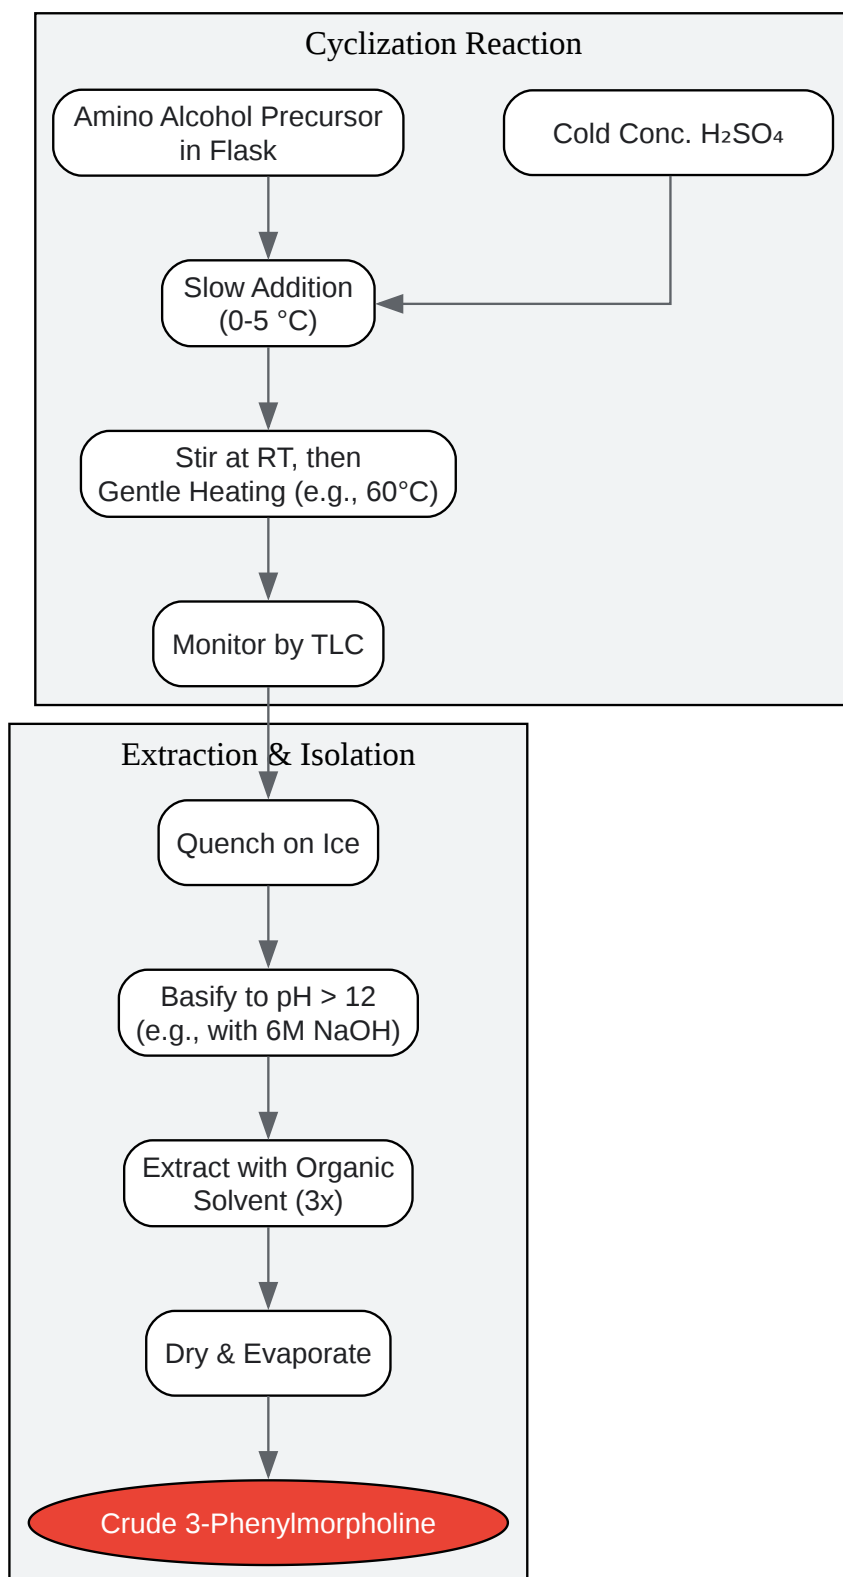 Cyclization Reaction
Amino Alcohol Precursor
in Flask
Cold Conc. H₂SO₄
Slow Addition
(0-5 °C)
Stir at RT, then
Gentle Heating (e.g., 60°C)
Monitor by TLC
Extraction & Isolation
Quench on Ice
Basify to pH > 12
(e.g., with 6M NaOH)
Extract with Organic
Solvent (3x)
Dry & Evaporate
Crude 3-Phenylmorpholine